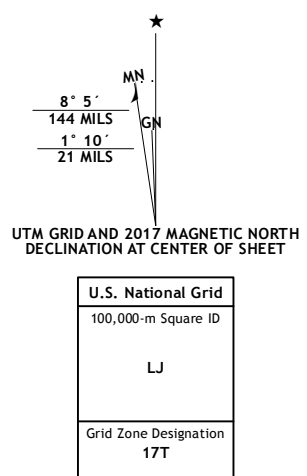 MN
8° 5´
144 MILS
GN
1° 10´
21 MILS
UTM GRID AND 2017 MAGNETIC NORTH
DECLINATION AT CENTER OF SHEET
U.S. National Grid
100,000-m Square ID
LJ
Grid Zone Designation
17T